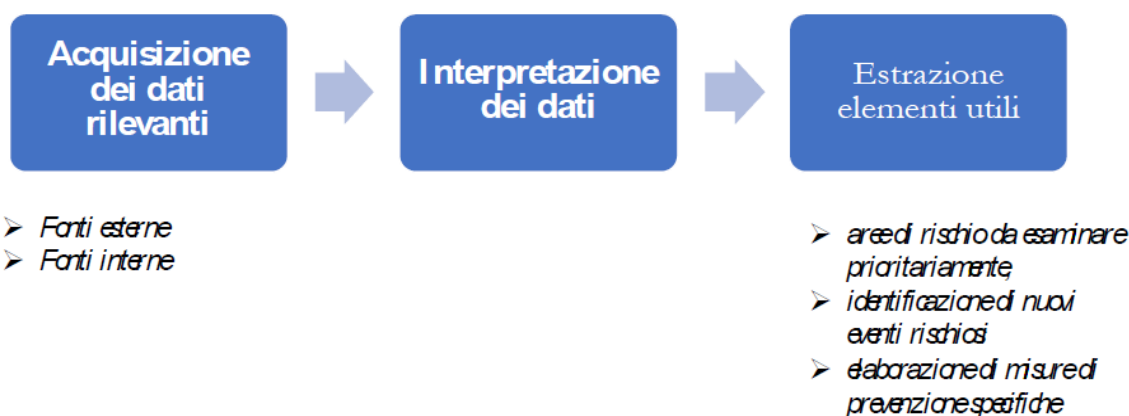 Acquisizione
dei dati
rilevanti
Interpretazione
dei dati
Estrazione
elementi utili
➢ Fonti esterne
➢ Fonti interne
➢ aree di rischio da esaminare
prioritariamente,
➢ identificazione di nuovi
eventi rischiosi
➢ elaborazione di misure di
prevenzione specifiche